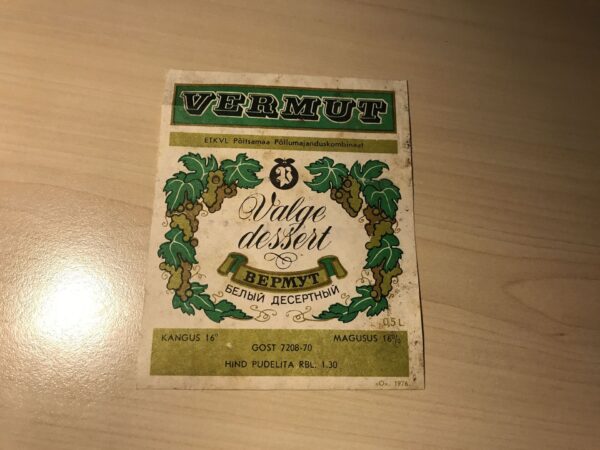 VERMUT
ETKVL Põltsamaa Põllumajanduskombinaat
P
Valge
dessert
ВЕРМУТ
БЕЛЫЙ ДЕСЕРТНЫЙ
0,5 L
KANGUS 16°
MAGUSUS 16%
GOST 7208-70
HIND PUDELITA RBL. 1.30
«O». 1976.